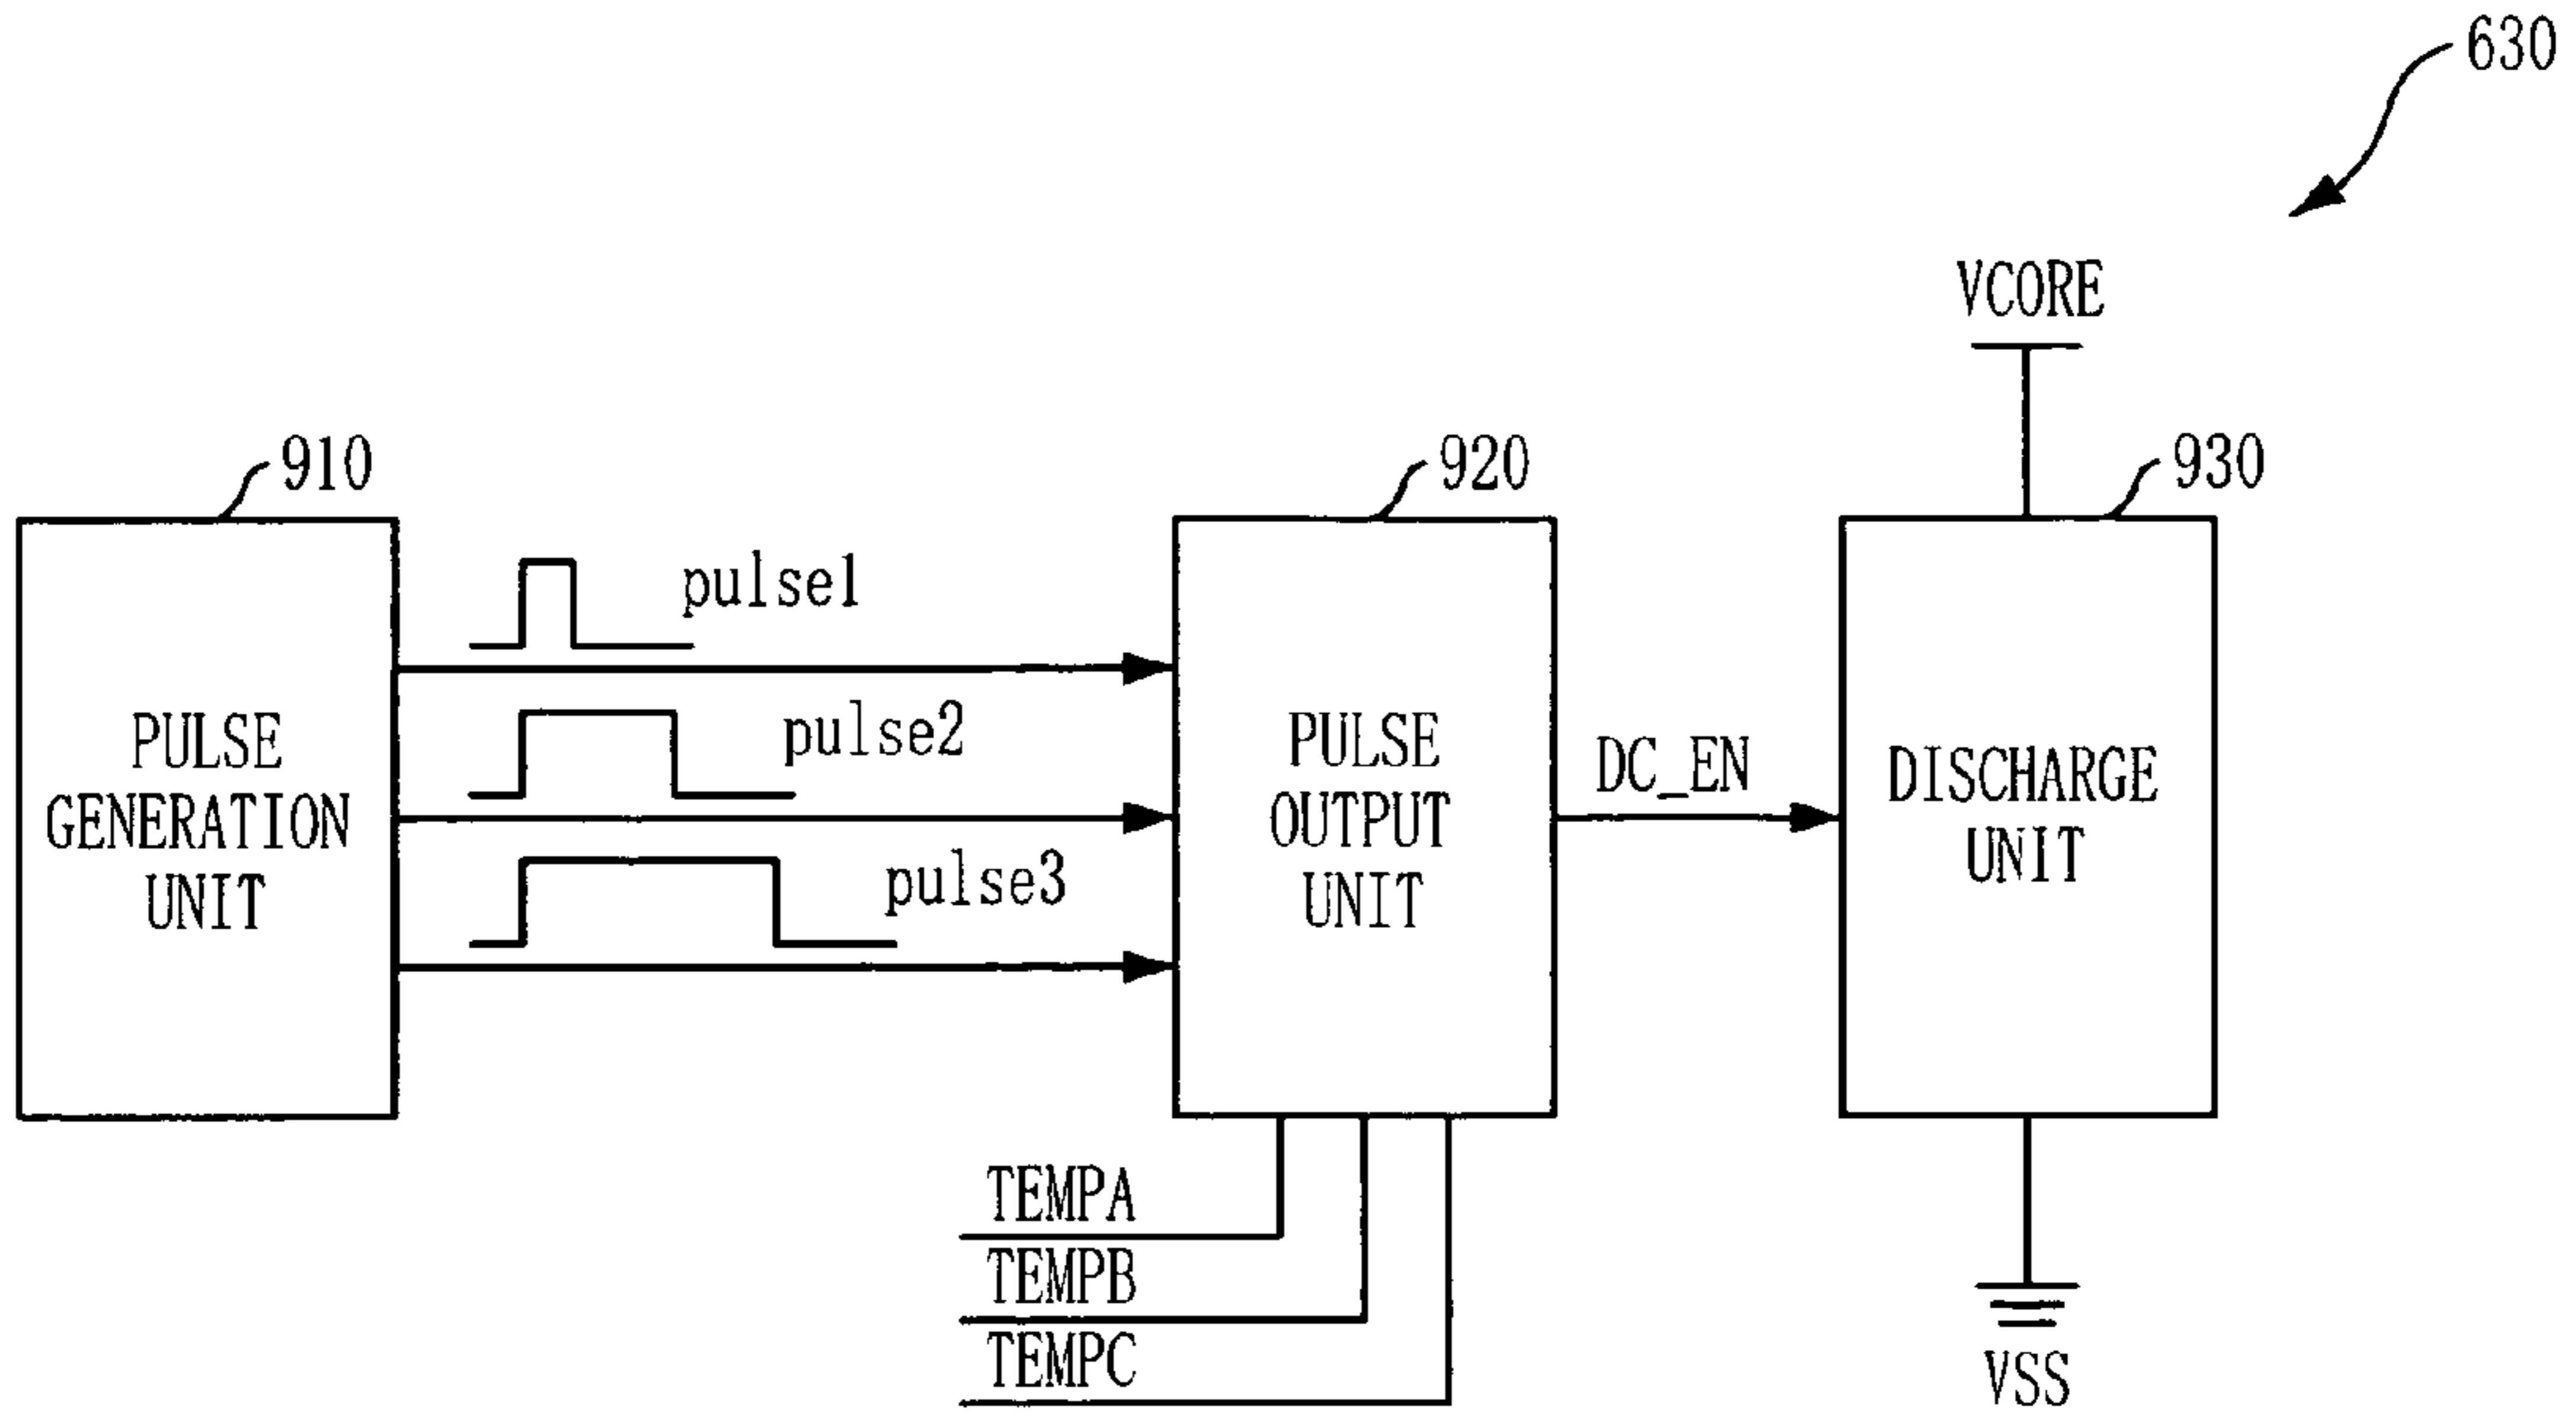 630
VCORE
910
920
930
pulse1
pulse2
pulse3
PULSE
GENERATION
UNIT
PULSE
OUTPUT
UNIT
DC_EN
DISCHARGE
UNIT
TEMPA
TEMPB
TEMPC
VSS